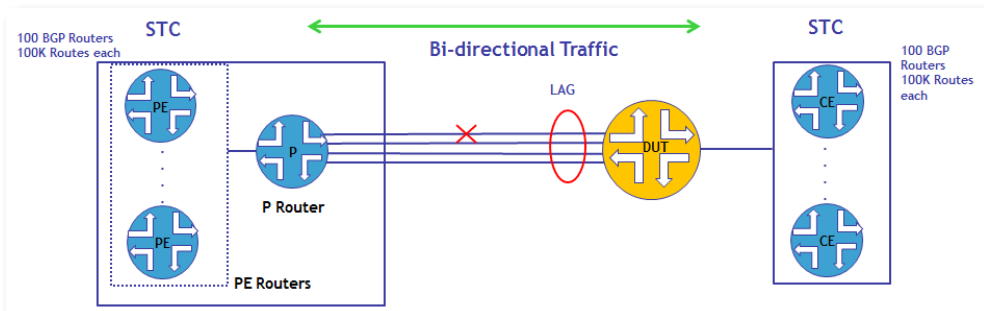 STC
100 BGP Routers
100K Routes each
PE
PE
PE Routers
P
P Router
Bi-directional Traffic
LAG
DUT
STC
100 BGP
Routers
100K Routes
each
CE
CE